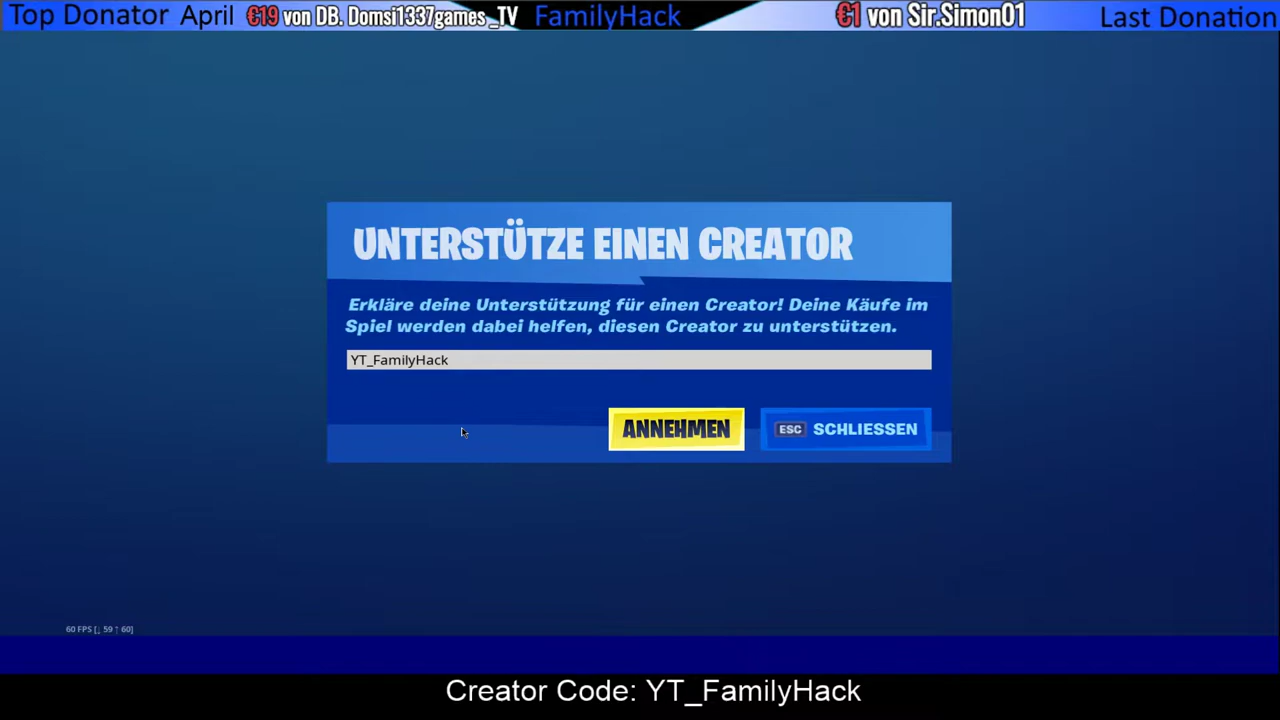 Top Donator April €19 von DB. Domsi1337games_TV FamilyHack €1 von Sir.Simon01 Last Donation
UNTERSTÜTZE EINEN CREATOR
Erkläre deine Unterstützung für einen Creator! Deine Käufe im
Spiel werden dabei helfen, diesen Creator zu unterstützen.
YT_FamilyHack
ANNEHMEN ESC SCHLIESSEN
60 FPS [↓ 59 ↑ 60]
Creator Code: YT_FamilyHack